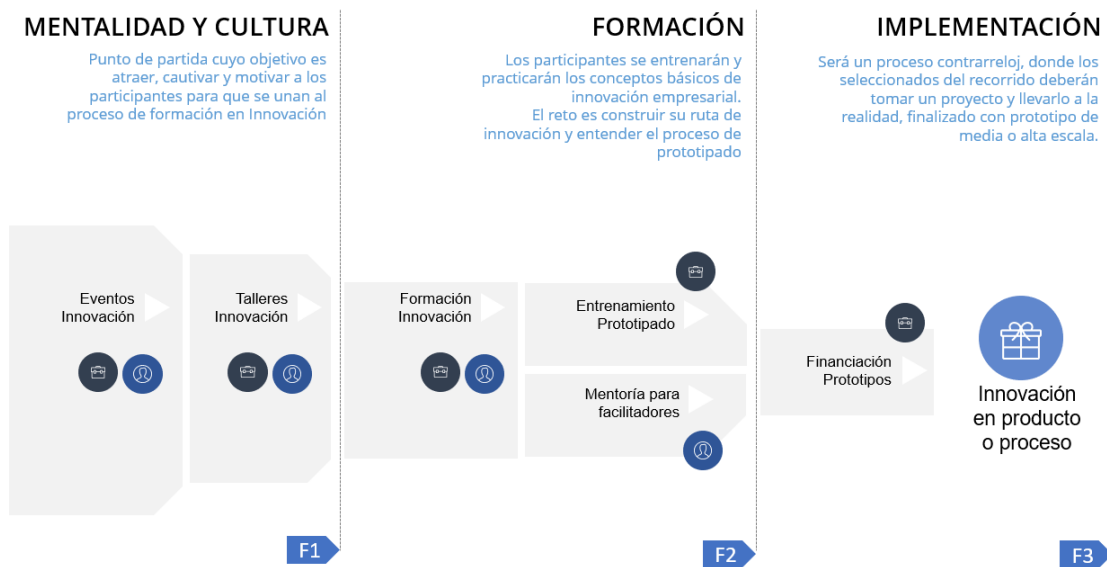 MENTALIDAD Y CULTURA
Punto de partida cuyo objetivo es
atraer, cautivar y motivar a los
participantes para que se unan al
proceso de formación en Innovación
FORMACIÓN
Los participantes se entrenarán y
practicarán los conceptos básicos de
innovación empresarial.
El reto es construir su ruta de
innovación y entender el proceso de
prototipado
IMPLEMENTACIÓN
Será un proceso contrarreloj, donde los
seleccionados del recorrido deberán
tomar un proyecto y llevarlo a la
realidad, finalizado con prototipo de
media o alta escala.
Eventos
Innovación
Talleres
Innovación
Formación
Innovación
Entrenamiento
Prototipado
Mentoría para
facilitadores
Financiación
Prototipos
Innovación
en producto
o proceso
F1
F2
F3